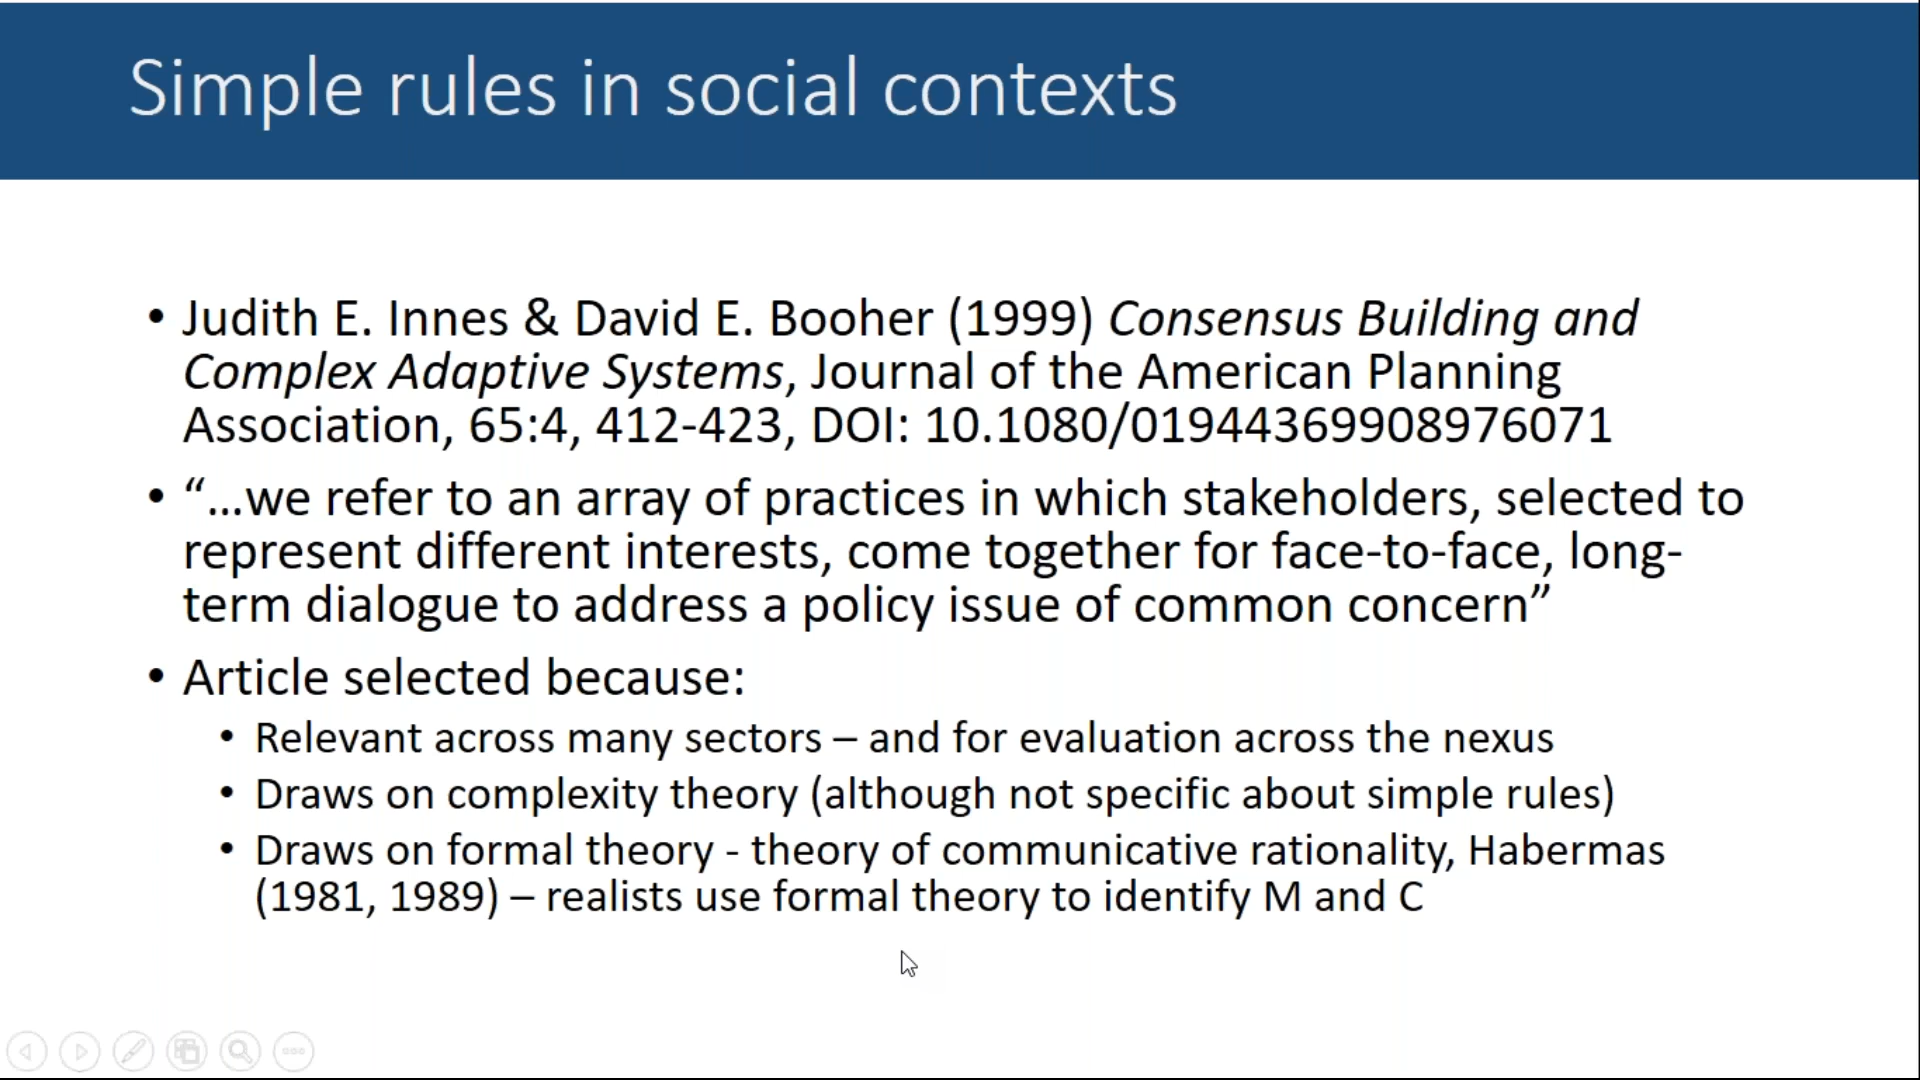 Simple rules in social contexts
• Judith E. Innes & David E. Booher (1999) Consensus Building and
Complex Adaptive Systems, Journal of the American Planning
Association, 65:4, 412-423, DOI: 10.1080/01944369908976071
• “…we refer to an array of practices in which stakeholders, selected to
represent different interests, come together for face-to-face, long-
term dialogue to address a policy issue of common concern”
• Article selected because:
• Relevant across many sectors – and for evaluation across the nexus
• Draws on complexity theory (although not specific about simple rules)
• Draws on formal theory - theory of communicative rationality, Habermas
(1981, 1989) – realists use formal theory to identify M and C